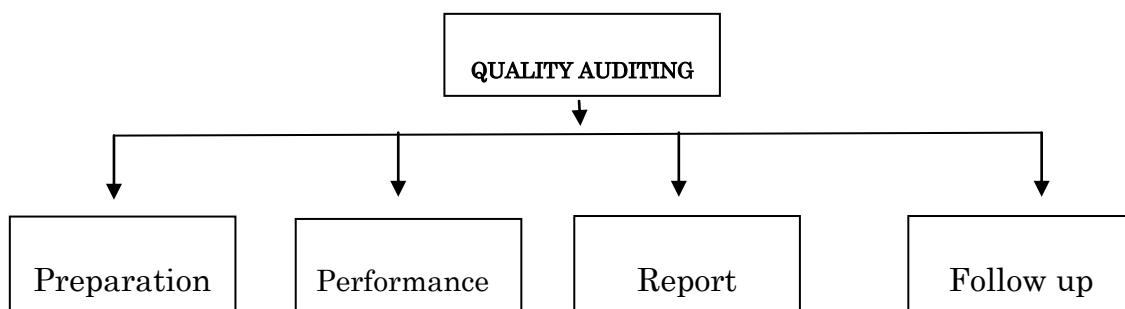 QUALITY AUDITING
Preparation
Performance
Report
Follow up